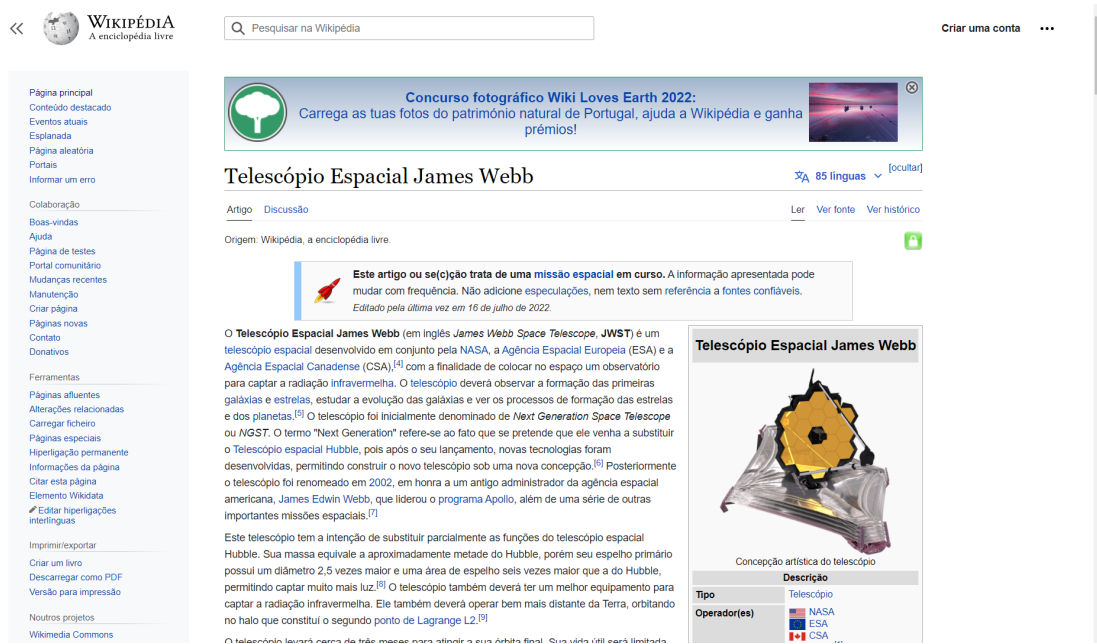 WIKIPÉDIA
A enciclopédia livre
Pesquisar na Wikipédia
Criar uma conta
Página principal
Conteúdo destacado
Eventos atuais
Esplanada
Página aleatória
Portais
Informar um erro
Colaboração
Boas-vindas
Ajuda
Página de testes
Portal comunitário
Mudanças recentes
Manutenção
Criar página
Páginas novas
Contato
Donativos
Ferramentas
Páginas afluentes
Alterações relacionadas
Carregar ficheiro
Páginas especiais
Hiperligação permanente
Informações da página
Citar esta página
Elemento Wikidata
Editar hiperligações
interlínguas
Imprimir/exportar
Criar um livro
Descarregar como PDF
Versão para impressão
Noutros projetos
Wikimedia Commons
Concurso fotográfico Wiki Loves Earth 2022:
Carrega as tuas fotos do património natural de Portugal, ajuda a Wikipédia e ganha
prémios!
[ocultar]
Telescópio Espacial James Webb
85 línguas
Artigo Discussão
Ler Ver fonte Ver histórico
Origem: Wikipédia, a enciclopédia livre.
Este artigo ou se(c)ção trata de uma missão espacial em curso. A informação apresentada pode
mudar com frequência. Não adicione especulações, nem texto sem referência a fontes confiáveis.
Editado pela última vez em 16 de julho de 2022.
O Telescópio Espacial James Webb (em inglês James Webb Space Telescope, JWST) é um
telescópio espacial desenvolvido em conjunto pela NASA, a Agência Espacial Europeia (ESA) e a
Agência Espacial Canadense (CSA),[4] com a finalidade de colocar no espaço um observatório
para captar a radiação infravermelha. O telescópio deverá observar a formação das primeiras
galáxias e estrelas, estudar a evolução das galáxias e ver os processos de formação das estrelas
e dos planetas.[5] O telescópio foi inicialmente denominado de Next Generation Space Telescope
ou NGST. O termo "Next Generation" refere-se ao fato que se pretende que ele venha a substituir
o Telescópio espacial Hubble, pois após o seu lançamento, novas tecnologias foram
desenvolvidas, permitindo construir o novo telescópio sob uma nova concepção.[6] Posteriormente
o telescópio foi renomeado em 2002, em honra a um antigo administrador da agência espacial
americana, James Edwin Webb, que liderou o programa Apollo, além de uma série de outras
importantes missões espaciais.[7]
Este telescópio tem a intenção de substituir parcialmente as funções do telescópio espacial
Hubble. Sua massa equivale a aproximadamente metade do Hubble, porém seu espelho primário
possui um diâmetro 2,5 vezes maior e uma área de espelho seis vezes maior que a do Hubble,
permitindo captar muito mais luz.[8] O telescópio também deverá ter um melhor equipamento para
captar a radiação infravermelha. Ele também deverá operar bem mais distante da Terra, orbitando
no halo que constituí o segundo ponto de Lagrange L2.[9]
O telescópio levará cerca de três meses para atingir a sua órbita final. Sua vida útil será limitada
Telescópio Espacial James Webb
Concepção artística do telescópio
Descrição
Tipo Telescópio
Operador(es) NASA
ESA
CSA